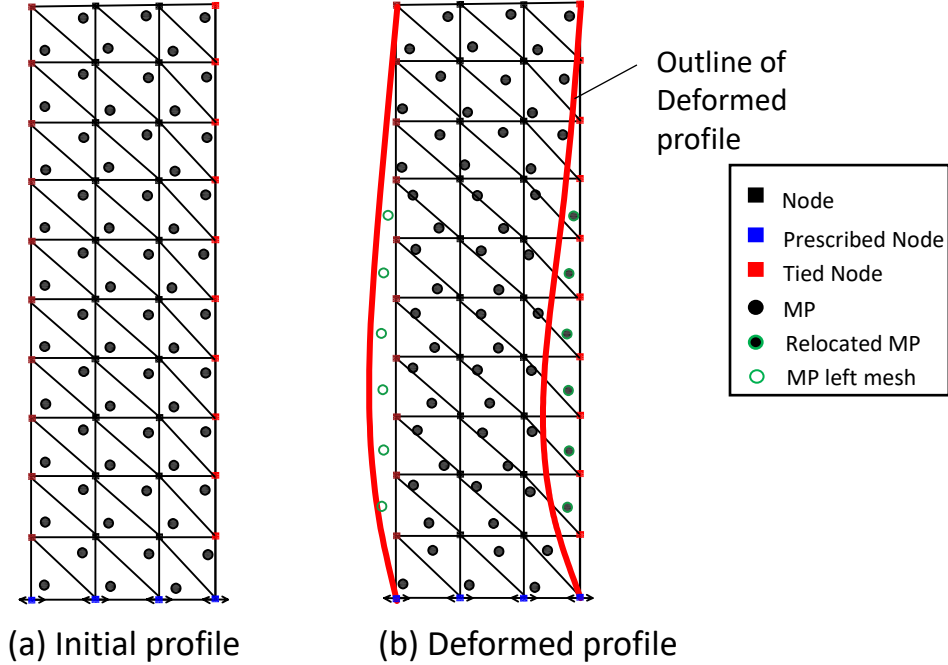 Outline of
Deformed
profile
Node
Prescribed Node
Tied Node
MP
Relocated MP
MP left mesh
(a) Initial profile
(b) Deformed profile